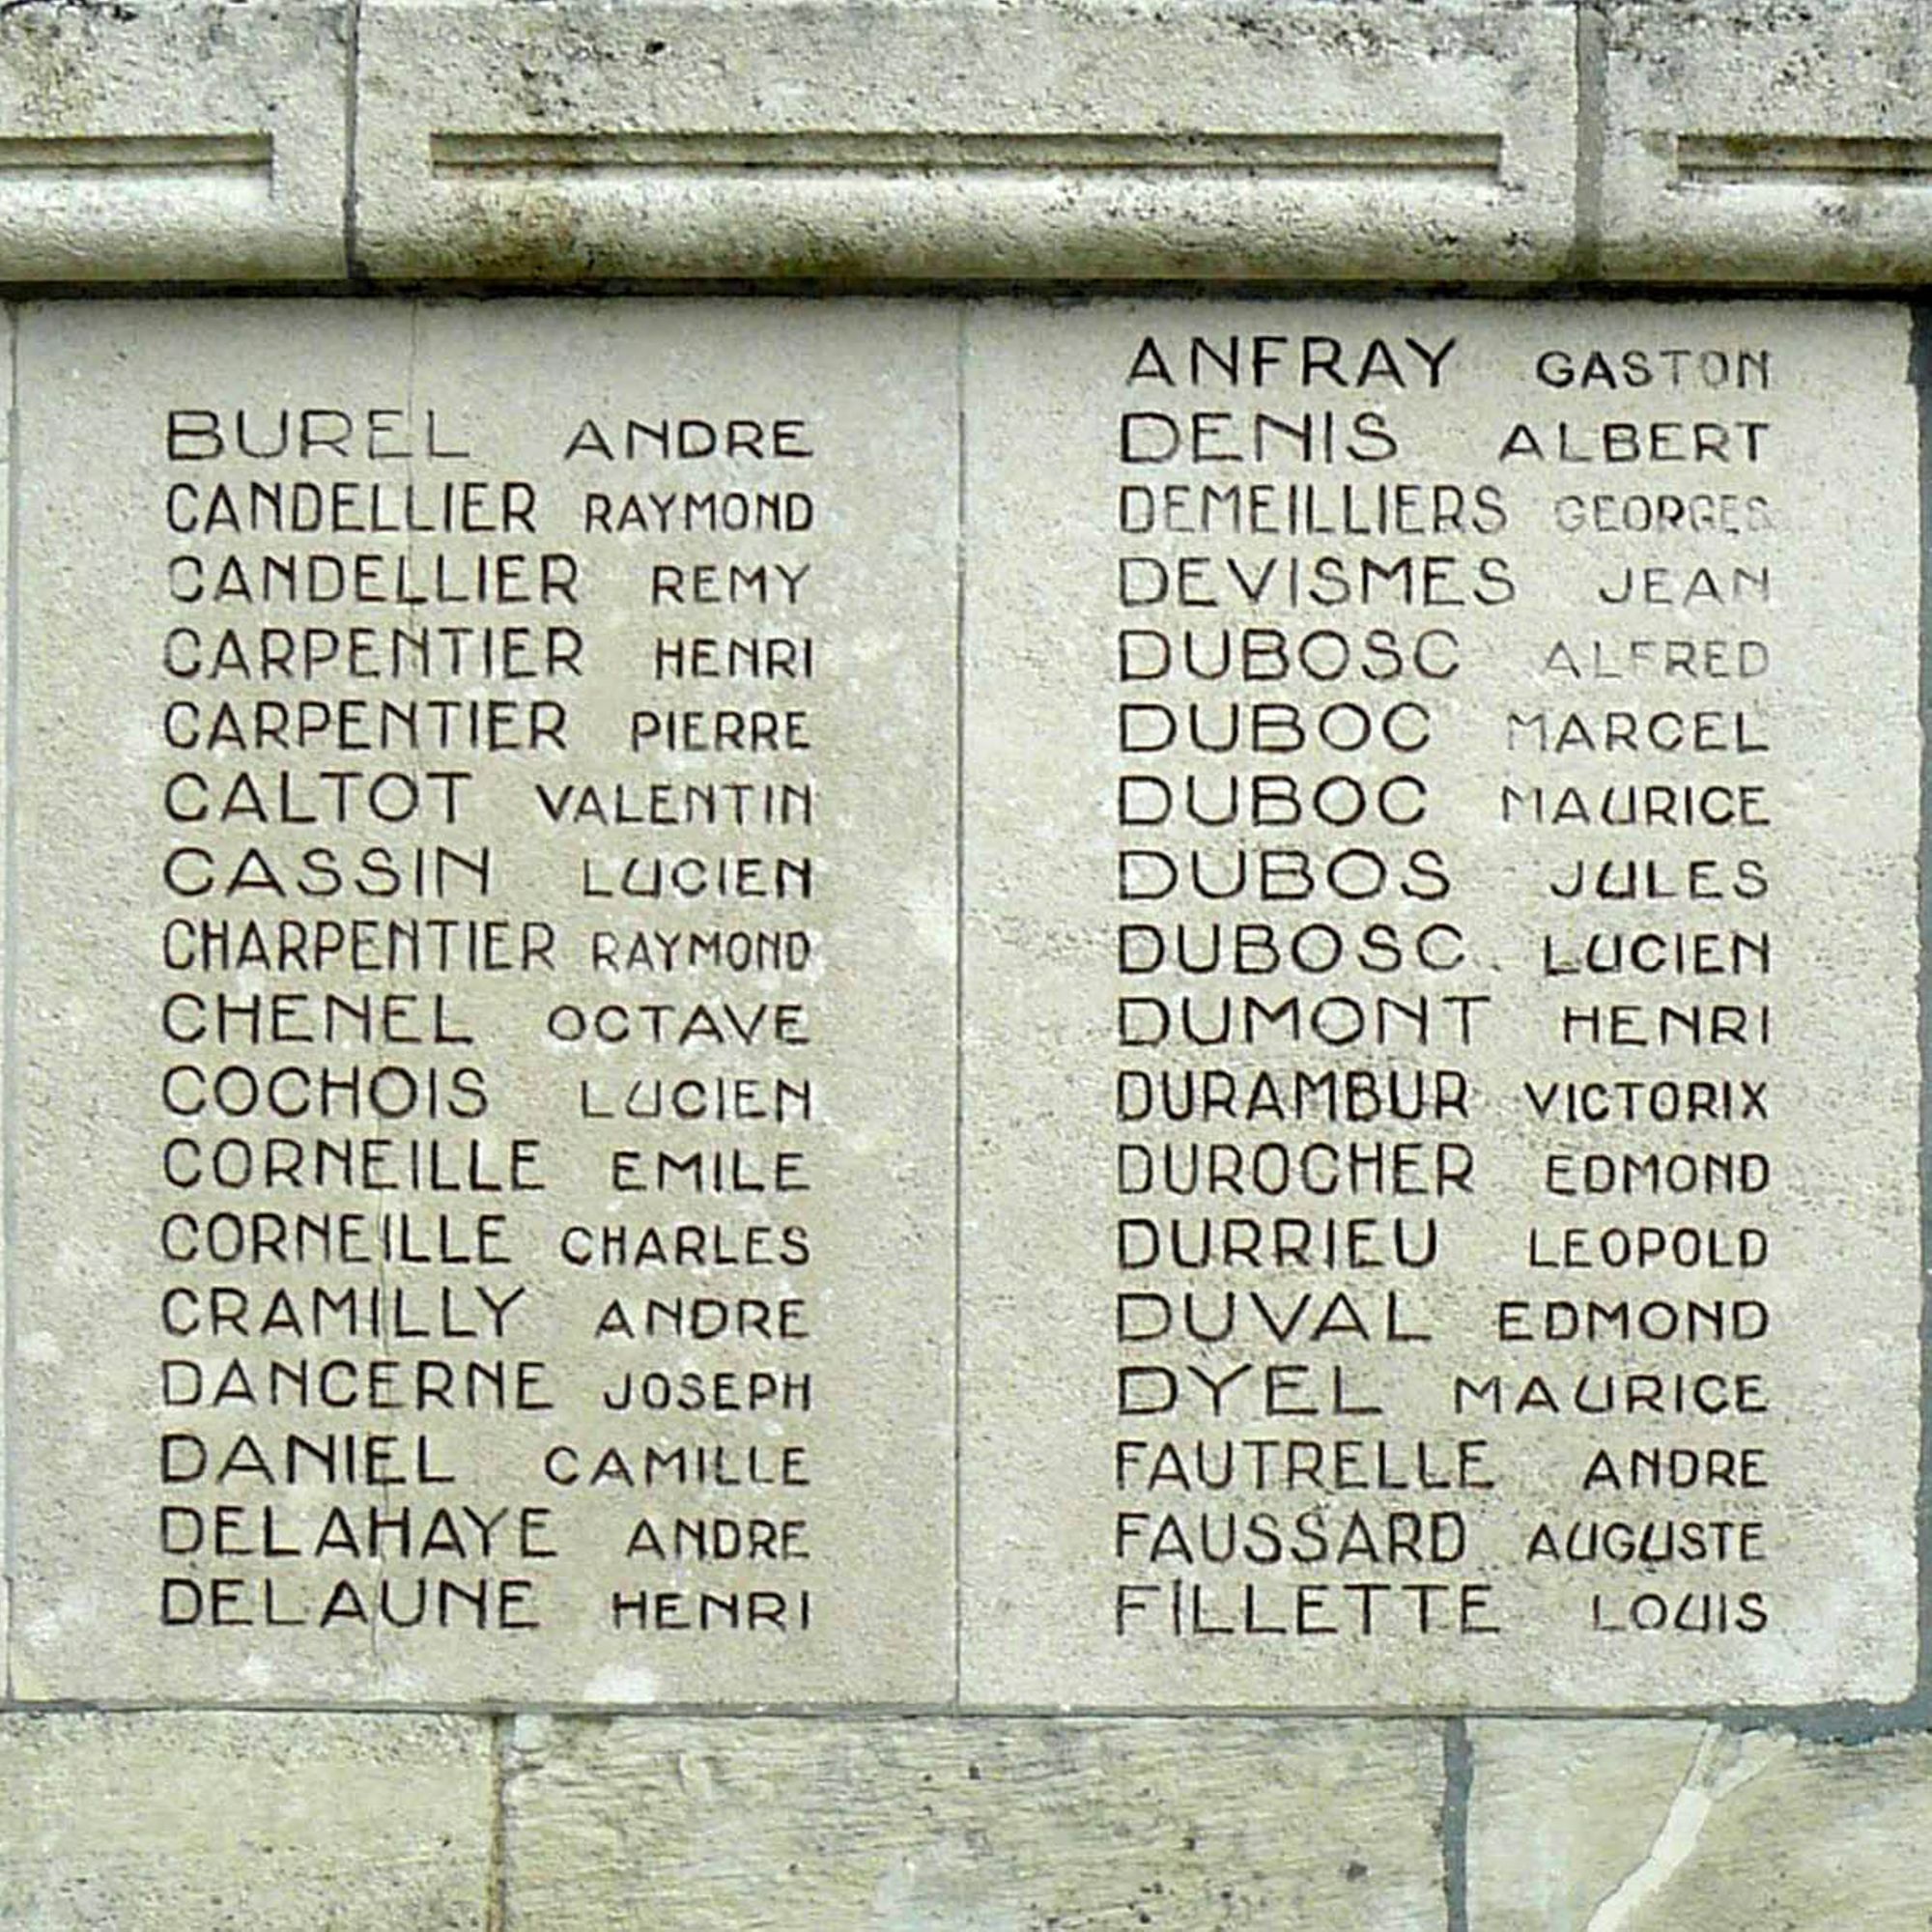 BUREL ANDRE
CANDELLIER RAYMOND
CANDELLIER REMY
CARPENTIER HENRI
CARPENTIER PIERRE
CALTOT VALENTIN
CASSIN LUCIEN
CHARPENTIER RAYMOND
CHENEL OCTAVE
COCHOIS LUCIEN
CORNEILLE EMILE
CORNEILLE CHARLES
CRAMILLY ANDRE
DANCERNE JOSEPH
DANIEL CAMILLE
DELAHAYE ANDRE
DELAUNE HENRI
ANFRAY GASTON
DENIS ALBERT
DEMEILLIERS GEORGES
DEVISMES JEAN
DUBOSC ALFRED
DUBOC MARCEL
DUBOC MAURICE
DUBOS JULES
DUBOSC LUCIEN
DUMONT HENRI
DURAMBUR VICTORIX
DUROCHER EDMOND
DURRIEU LEOPOLD
DUVAL EDMOND
DYEL MAURICE
FAUTRELLE ANDRE
FAUSSARD AUGUSTE
FILLETTE LOUIS